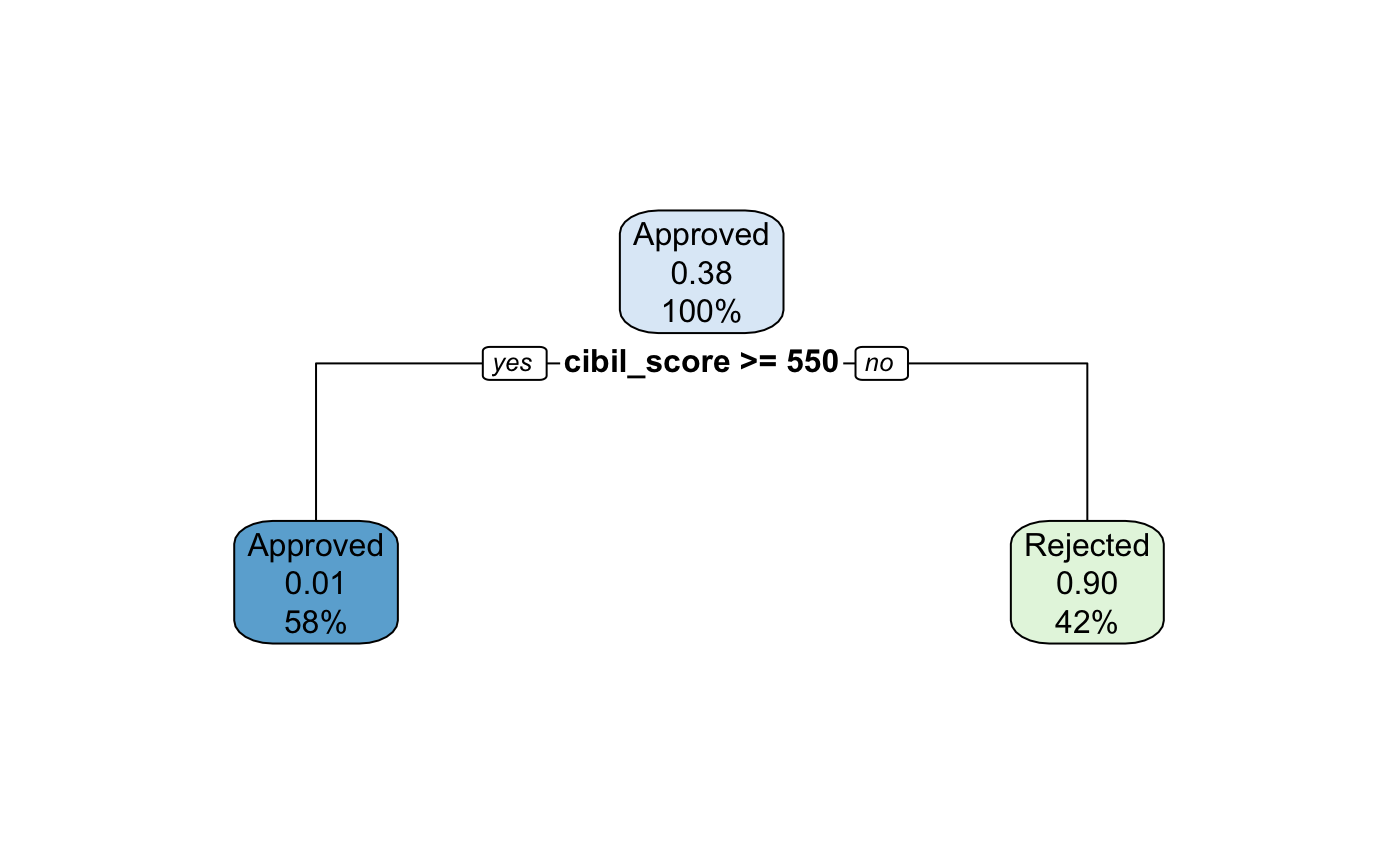 Approved
0.38
100%
yes cibil_score >= 550 no
Approved
0.01
58%
Rejected
0.90
42%